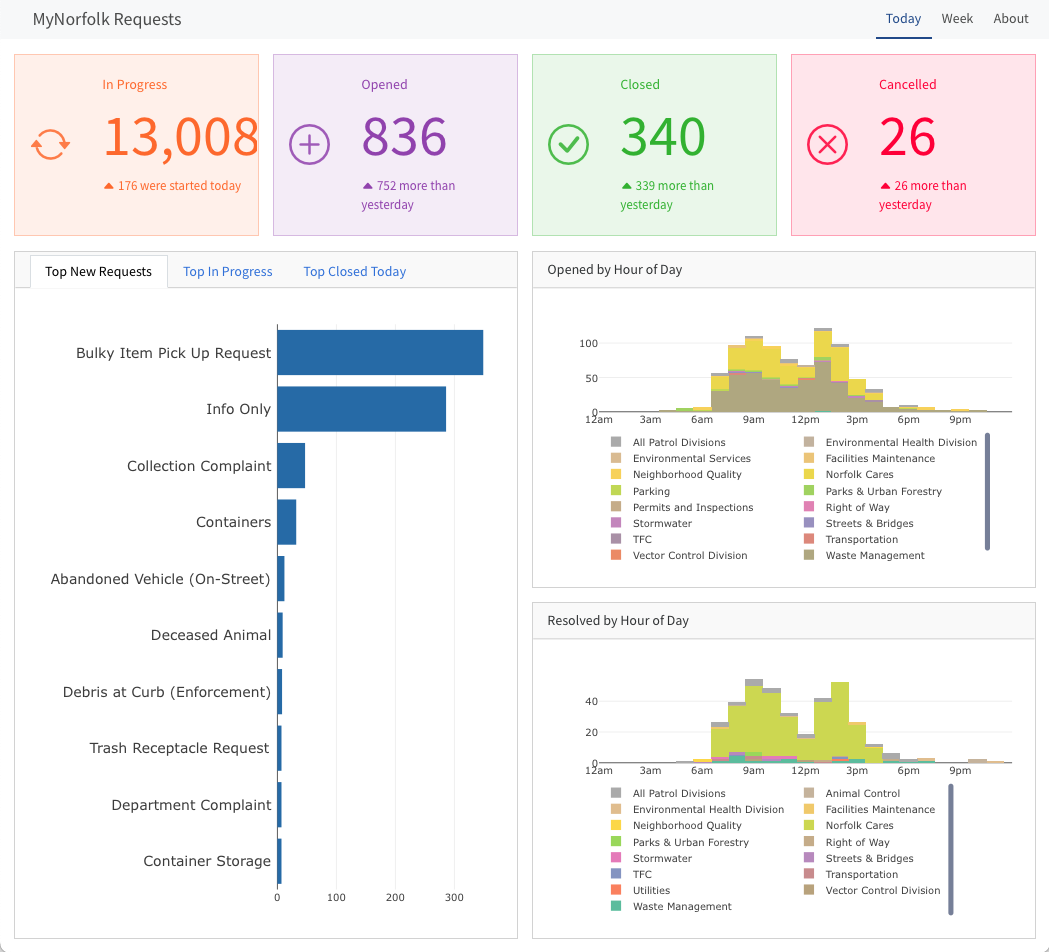 MyNorfolk Requests
Today Week About
In Progress
13,008
176 were started today
Opened
836
752 more than
yesterday
Closed
340
339 more than
yesterday
Cancelled
26
26 more than
yesterday
Top New Requests Top In Progress Top Closed Today
Bulky Item Pick Up Request
Info Only
Collection Complaint
Containers
Abandoned Vehicle (On-Street)
Deceased Animal
Debris at Curb (Enforcement)
Trash Receptacle Request
Department Complaint
Container Storage
0 100 200 300
Opened by Hour of Day
100
50
0
12am 3am 6am 9am 12pm 3pm 6pm 9pm
All Patrol Divisions Environmental Health Division
Environmental Services Facilities Maintenance
Neighborhood Quality Norfolk Cares
Parking Parks & Urban Forestry
Permits and Inspections Right of Way
Stormwater Streets & Bridges
TFC Transportation
Vector Control Division Waste Management
Resolved by Hour of Day
40
20
0
12am 3am 6am 9am 12pm 3pm 6pm 9pm
All Patrol Divisions Animal Control
Environmental Health Division Facilities Maintenance
Neighborhood Quality Norfolk Cares
Parks & Urban Forestry Right of Way
Stormwater Streets & Bridges
TFC Transportation
Utilities Vector Control Division
Waste Management